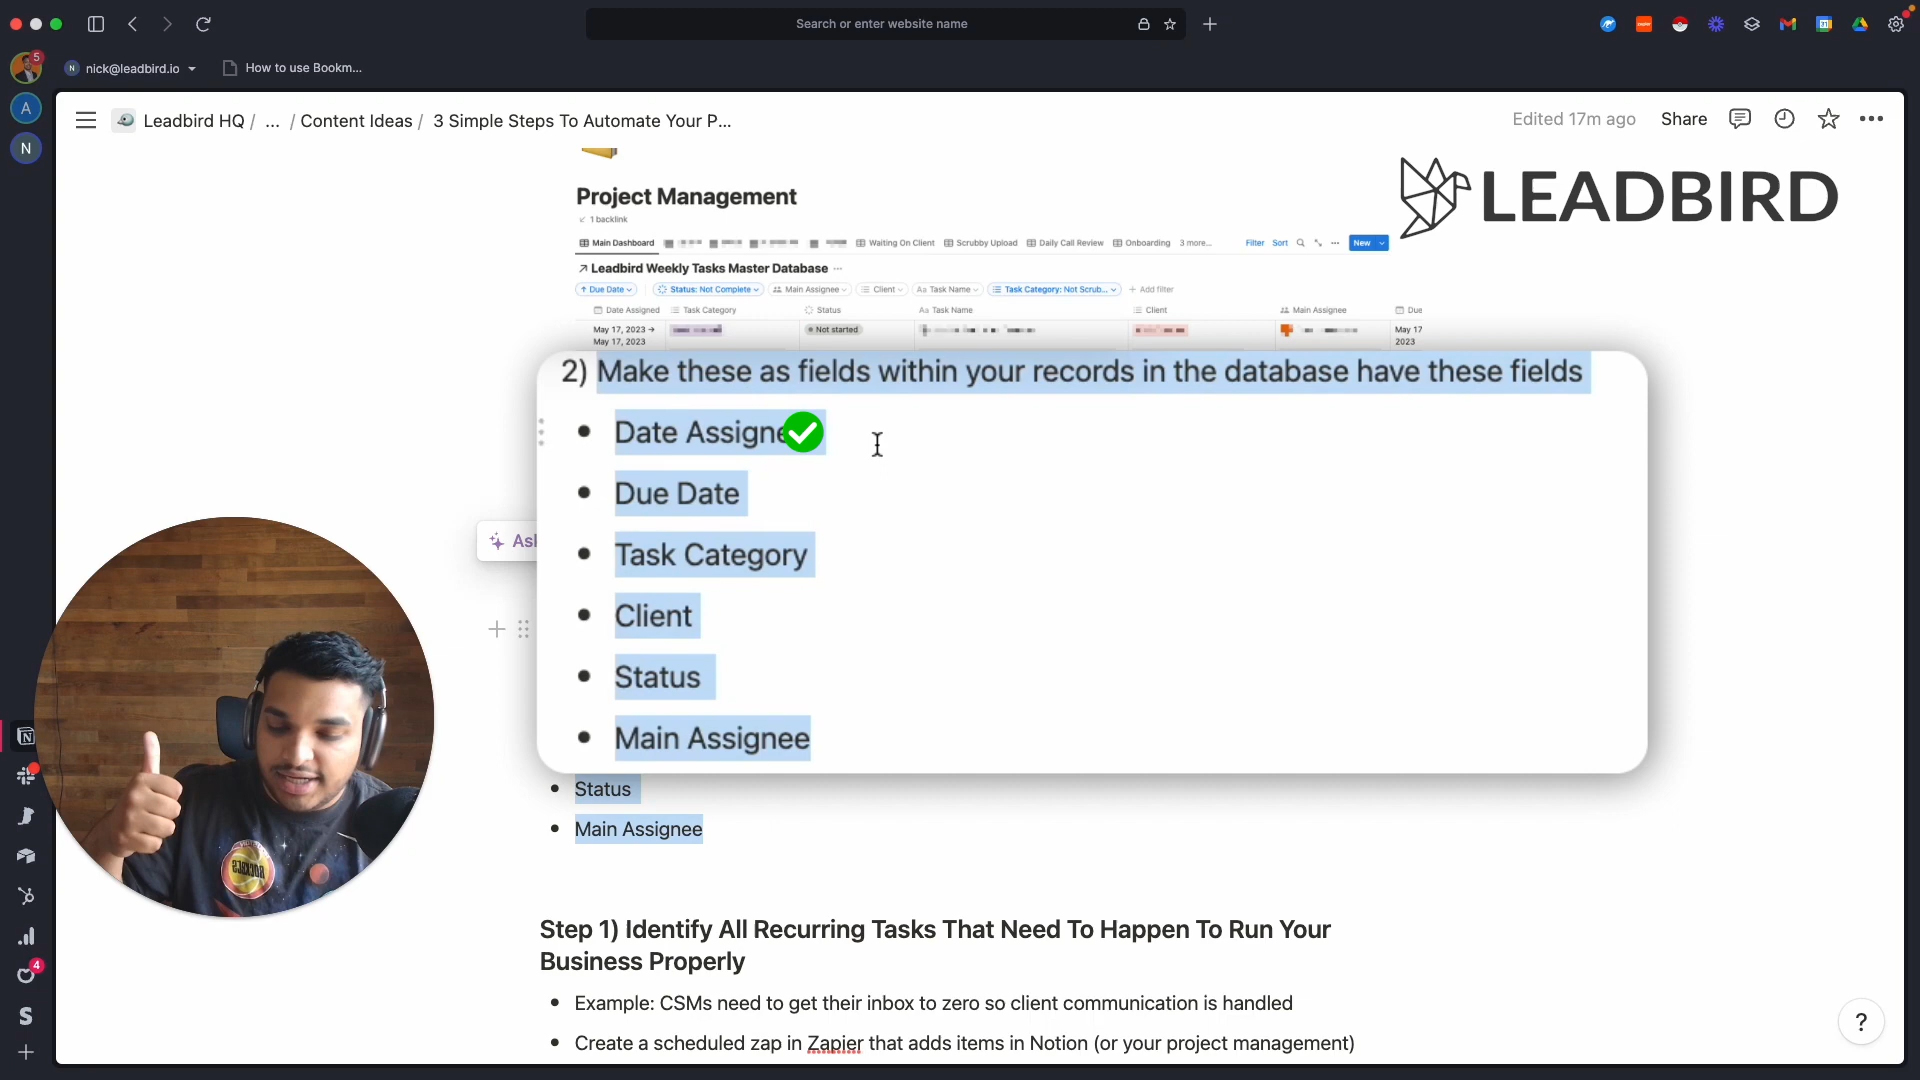 Search or enter website name
5
N nick@leadbird.io
How to use Bookm...
A
N
Leadbird HQ / ... / Content Ideas / 3 Simple Steps To Automate Your P...
Edited 17m ago
Share
LEADBIRD
Project Management
1 backlink
Main Dashboard
Waiting On Client
Scrubby Upload
Daily Call Review
Onboarding
3 more...
Filter
Sort
New
Leadbird Weekly Tasks Master Database
Due Date
Status: Not Complete
Main Assignee
Client
Aa Task Name
Task Category: Not Scrub...
+ Add filter
Date Assigned
Task Category
Status
Aa Task Name
Client
Main Assignee
Due
May 17, 2023 →
May 17, 2023
Not started
May 17
2023
2) Make these as fields within your records in the database have these fields
• Date Assigne
• Due Date
• Task Category
• Client
• Status
• Main Assignee
• Status
• Main Assignee
Step 1) Identify All Recurring Tasks That Need To Happen To Run Your
Business Properly
• Example: CSMs need to get their inbox to zero so client communication is handled
• Create a scheduled zap in Zapier that adds items in Notion (or your project management)
4
S
?